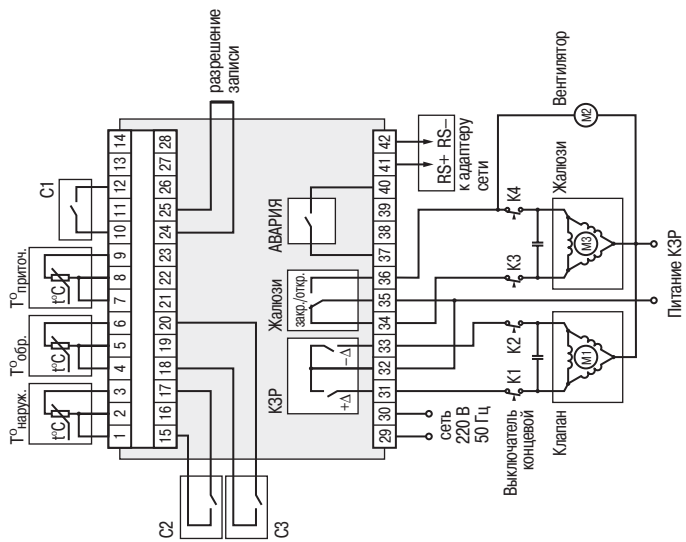 T°наруж.
T°обр.
T°приточ.
C1
t°C
t°C
t°C
1 2 3 4 5 6 7 8 9 10 11 12 13 14
15 16 17 18 19 20 21 22 23 24 25 26 27 28
C2
C3
разрешение
записи
КЗР
+Δ
−Δ
Жалюзи
закр./откр.
АВАРИЯ
29 30 31 32 33 34 35 36 37 38 39 40 41 42
сеть
220 В
50 Гц
RS+ RS−
к адаптеру
сети
Выключатель
концевой
K1
K2
K3
K4
Клапан
M1
Жалюзи
M3
Вентилятор
M2
Питание КЗР